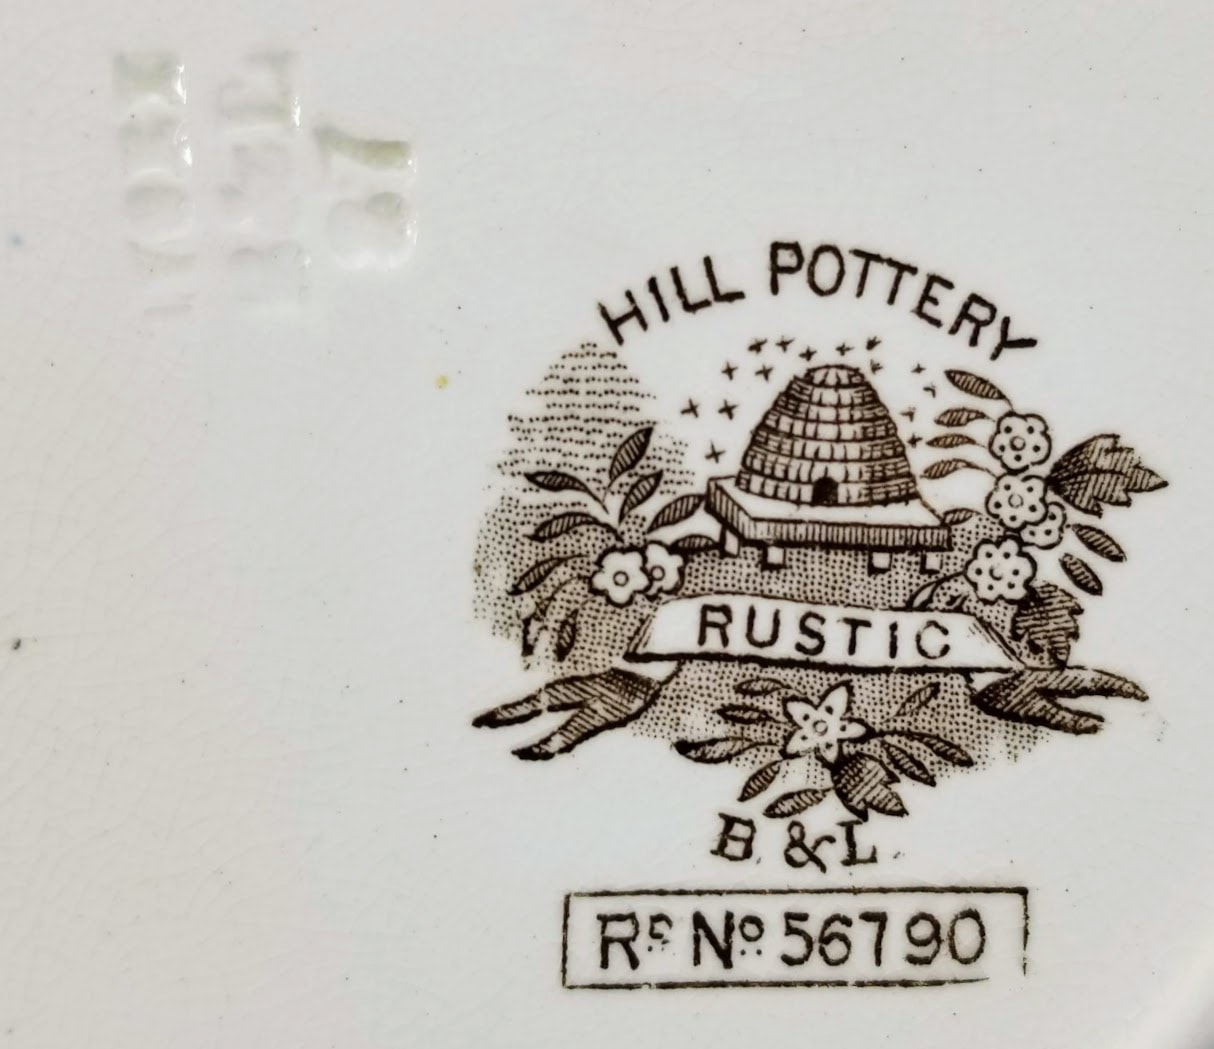 HILL POTTERY
RUSTIC
B & L
Rd No 56790